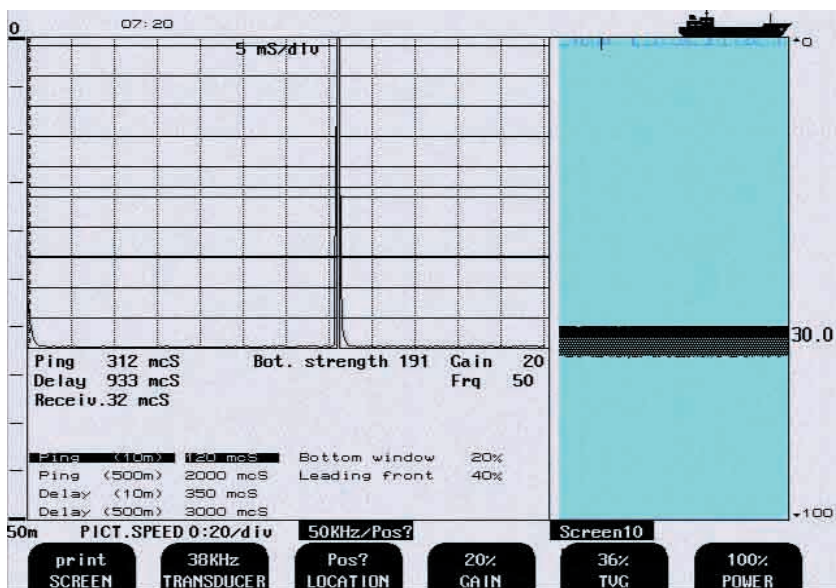 0
07:20
5 mS/div
0
Ping 312 mcS Bot. strength 191 Gain 20
Delay 933 mcS Frq 50
Receiv.32 mcS
30.0
Ping (10m) 120 mcS Bottom window 20%
Ping (500m) 2000 mcS Leading front 40%
Delay (10m) 350 mcS
Delay (500m) 3000 mcS
100
50m PICT.SPEED 0:20/div 50KHz/Pos? Screen10
print 38KHz Pos? 20% 36% 100%
SCREEN TRANSDUCER LOCATION GAIN TVG POWER